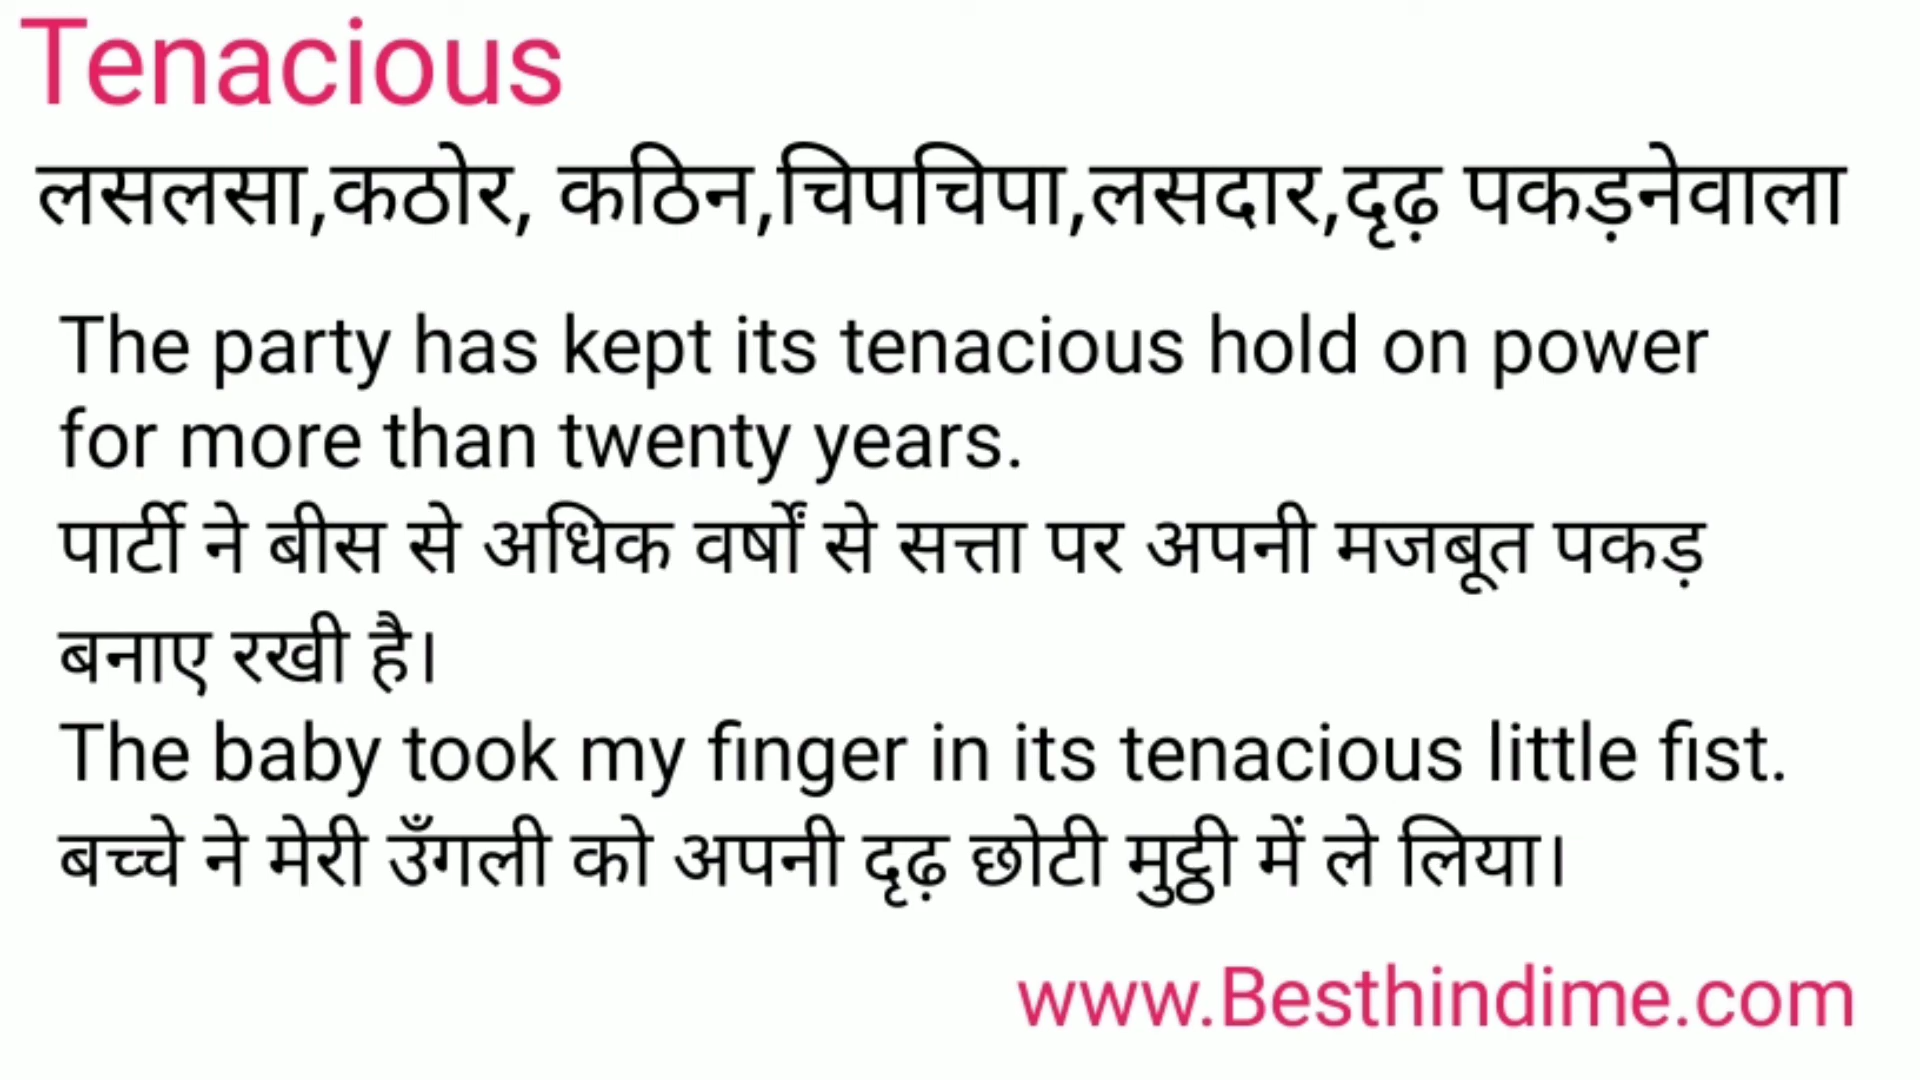 Tenacious
लसलसा,कठोर, कठिन,चिपचिपा,लसदार,दृढ़ पकड़नेवाला
The party has kept its tenacious hold on power
for more than twenty years.
पार्टी ने बीस से अधिक वर्षों से सत्ता पर अपनी मजबूत पकड़
बनाए रखी है।
The baby took my finger in its tenacious little fist.
बच्चे ने मेरी उँगली को अपनी दृढ़ छोटी मुट्ठी में ले लिया।
www.Besthindime.com